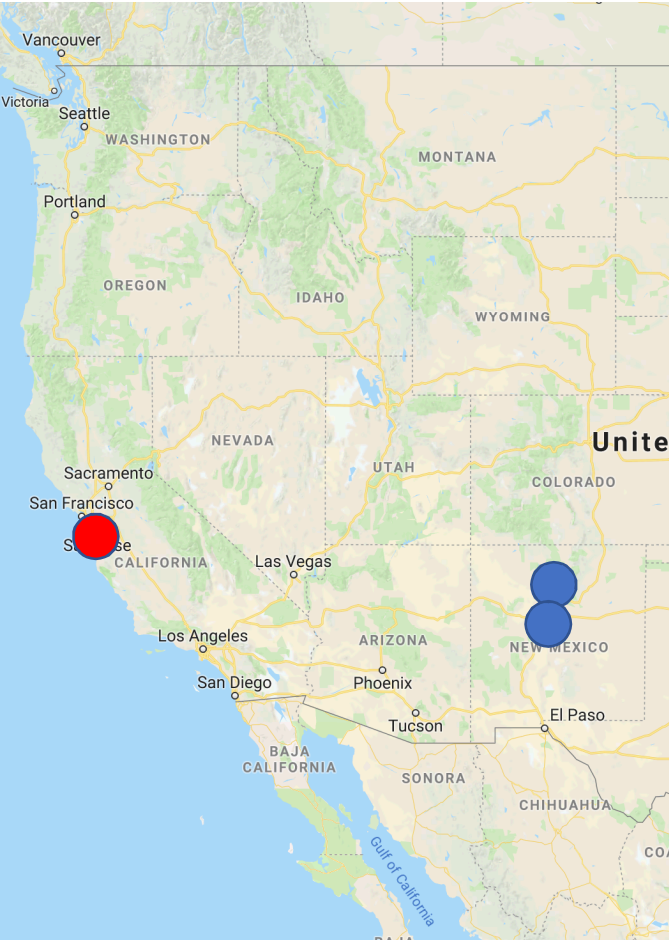 Vancouver
Victoria
Seattle
WASHINGTON
MONTANA
Portland
OREGON
IDAHO
WYOMING
Unite
NEVADA
UTAH
COLORADO
Sacramento
San Francisco
CALIFORNIA
Las Vegas
Los Angeles
ARIZONA
NEW MEXICO
San Diego
Phoenix
Tucson
El Paso
BAJA
CALIFORNIA
SONORA
CHIHUAHUA
COA
Gulf of California